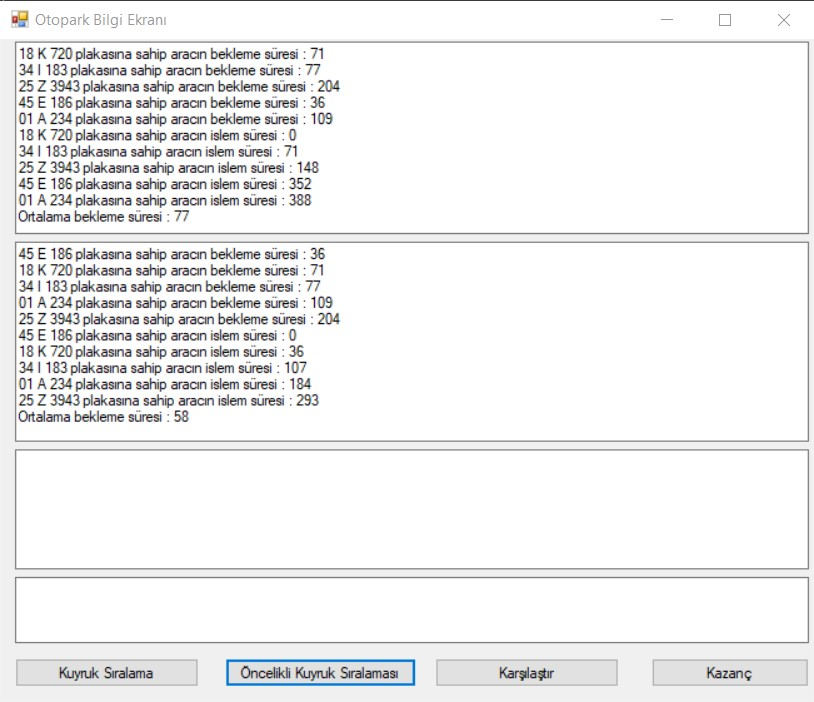 Otopark Bilgi Ekranı
18 K 720 plakasına sahip aracın bekleme süresi : 71
34 I 183 plakasına sahip aracın bekleme süresi : 77
25 Z 3943 plakasına sahip aracın bekleme süresi : 204
45 E 186 plakasına sahip aracın bekleme süresi : 36
01 A 234 plakasına sahip aracın bekleme süresi : 109
18 K 720 plakasına sahip aracın islem süresi : 0
34 I 183 plakasına sahip aracın islem süresi : 71
25 Z 3943 plakasına sahip aracın islem süresi : 148
45 E 186 plakasına sahip aracın islem süresi : 352
01 A 234 plakasına sahip aracın islem süresi : 388
Ortalama bekleme süresi : 77
45 E 186 plakasına sahip aracın bekleme süresi : 36
18 K 720 plakasına sahip aracın bekleme süresi : 71
34 I 183 plakasına sahip aracın bekleme süresi : 77
01 A 234 plakasına sahip aracın bekleme süresi : 109
25 Z 3943 plakasına sahip aracın bekleme süresi : 204
45 E 186 plakasına sahip aracın islem süresi : 0
18 K 720 plakasına sahip aracın islem süresi : 36
34 I 183 plakasına sahip aracın islem süresi : 107
01 A 234 plakasına sahip aracın islem süresi : 184
25 Z 3943 plakasına sahip aracın islem süresi : 293
Ortalama bekleme süresi : 58
Kuyruk Sıralama
Öncelikli Kuyruk Sıralaması
Karşılaştır
Kazanç